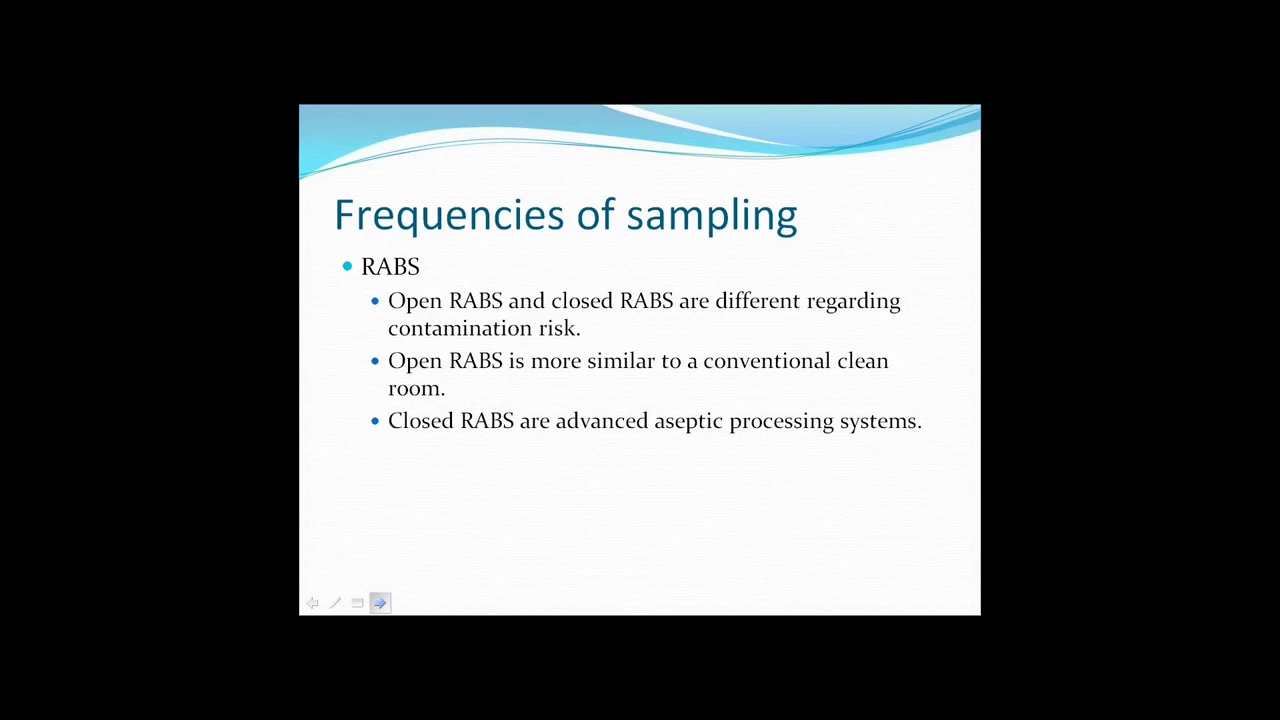 Frequencies of sampling
RABS
Open RABS and closed RABS are different regarding
contamination risk.
Open RABS is more similar to a conventional clean
room.
Closed RABS are advanced aseptic processing systems.